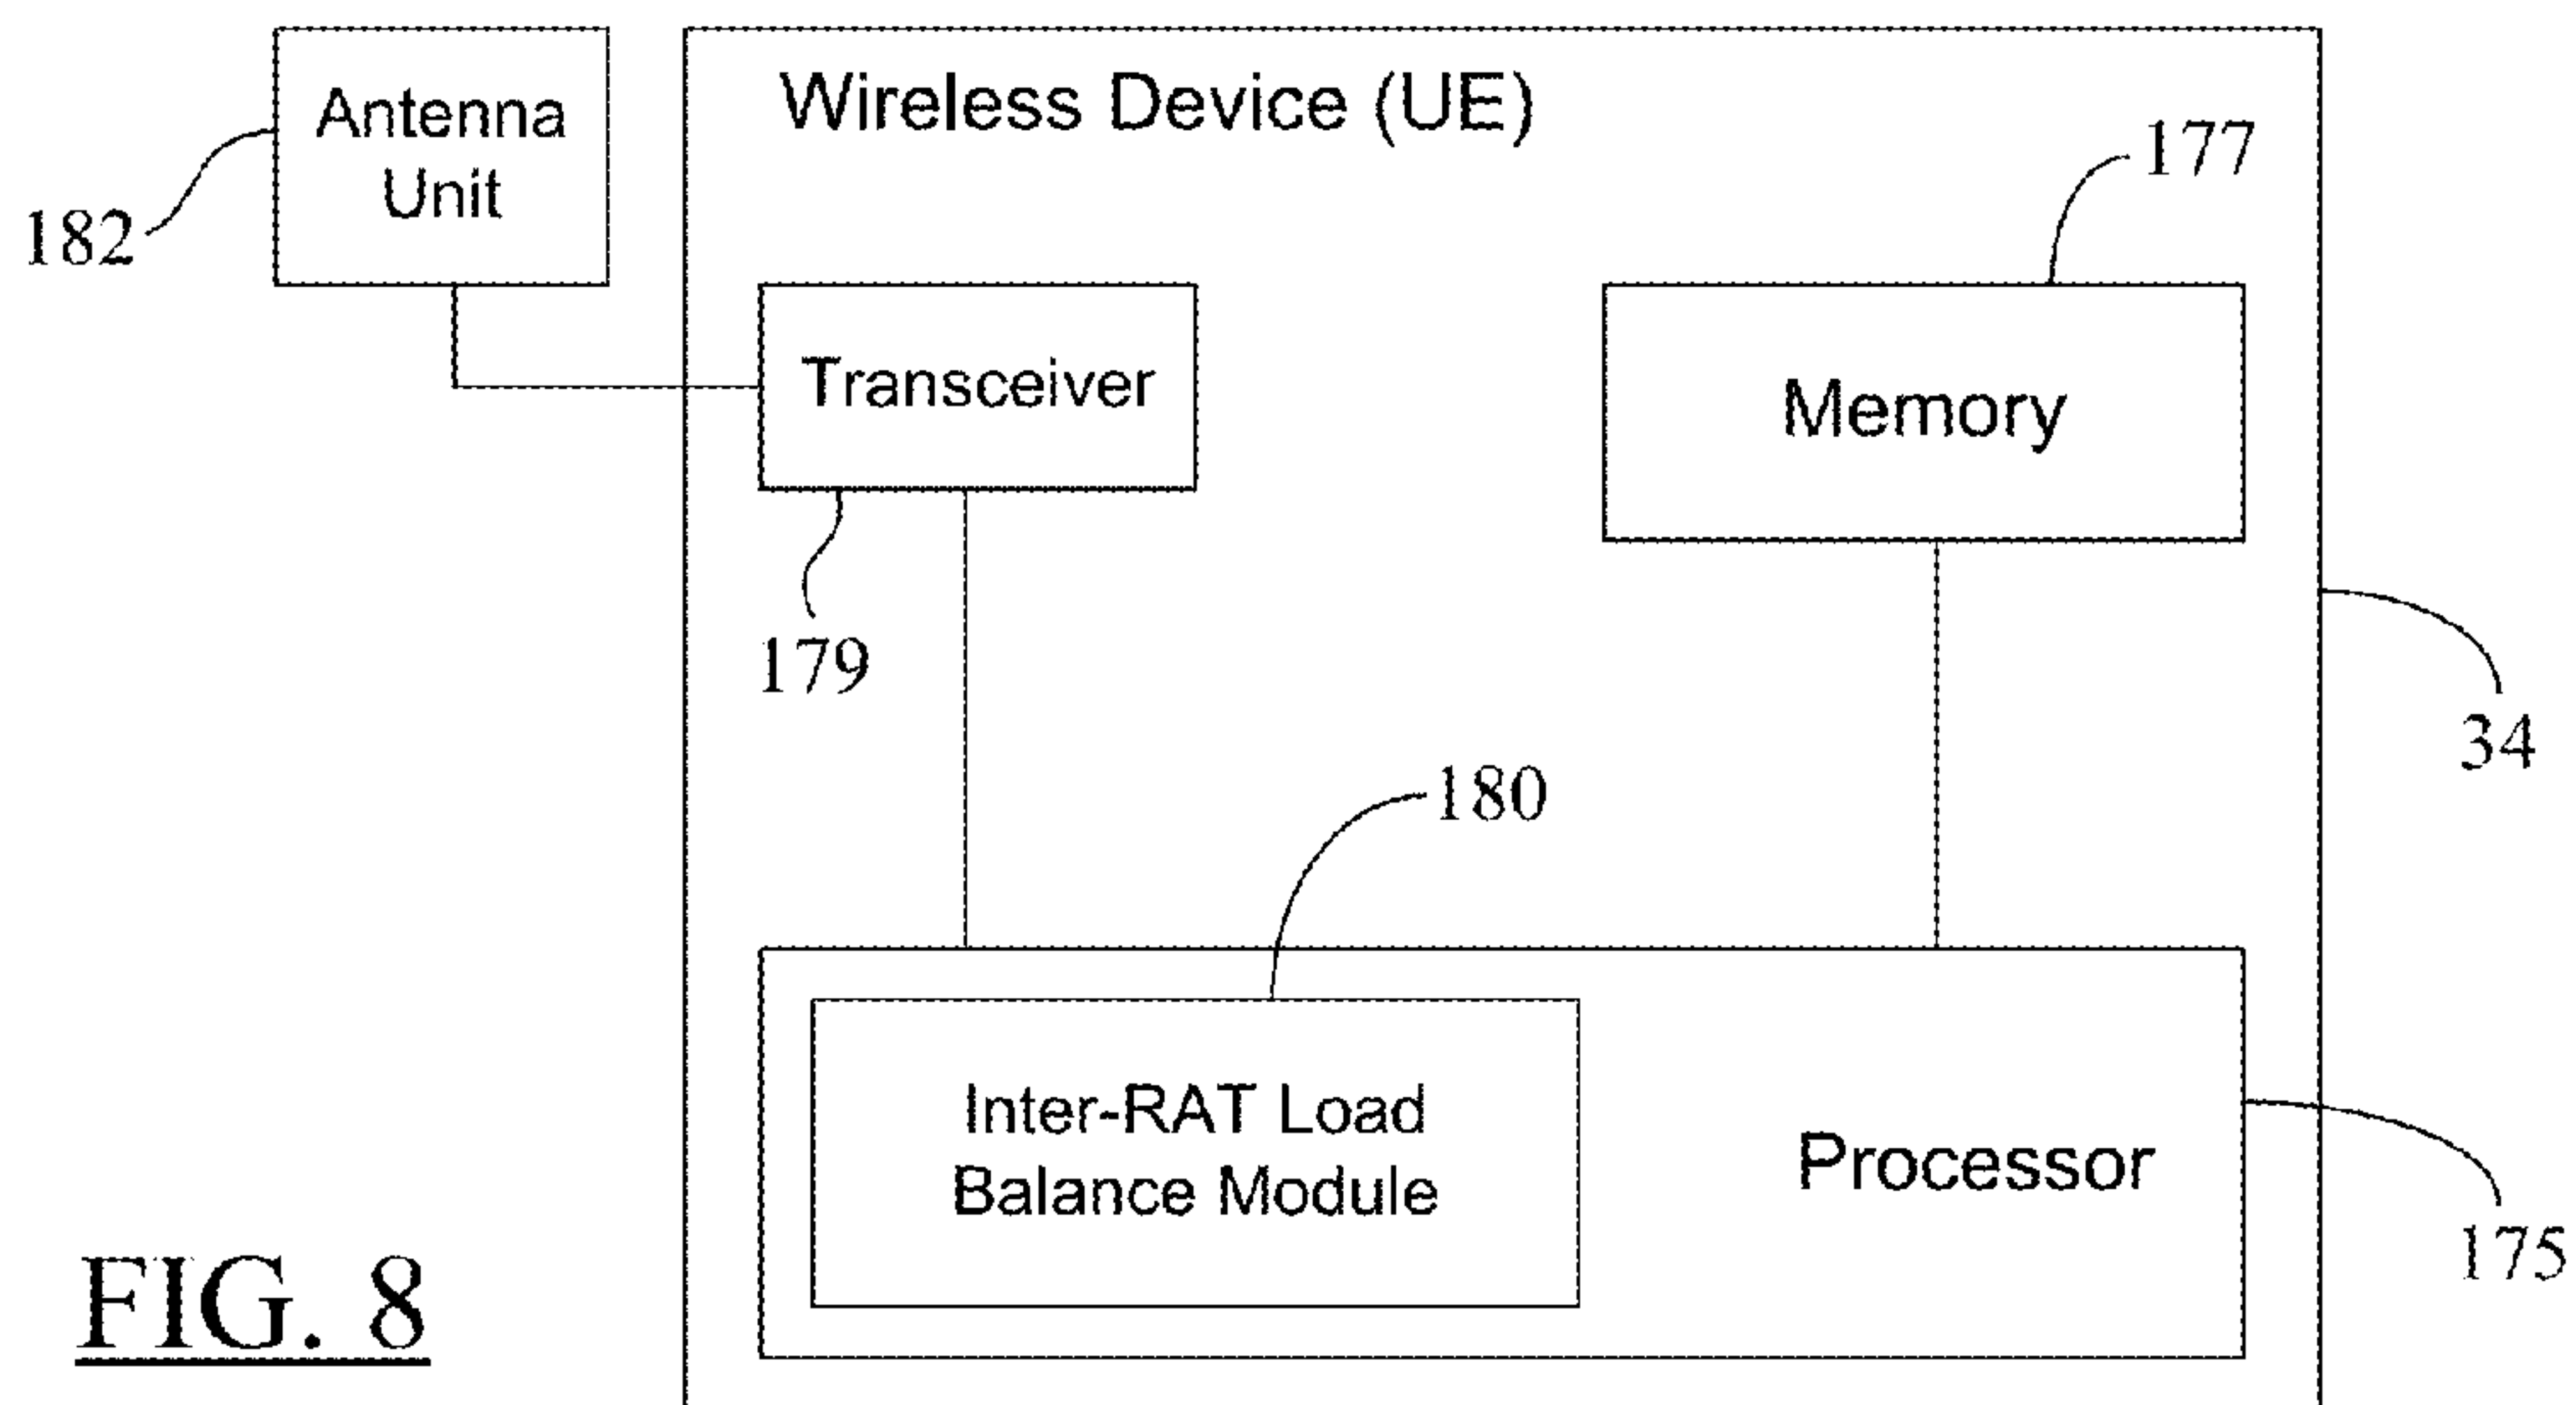 Antenna
Unit
182
Wireless Device (UE)
177
Transceiver
Memory
179
34
180
Inter-RAT Load
Balance Module
Processor
175
FIG. 8